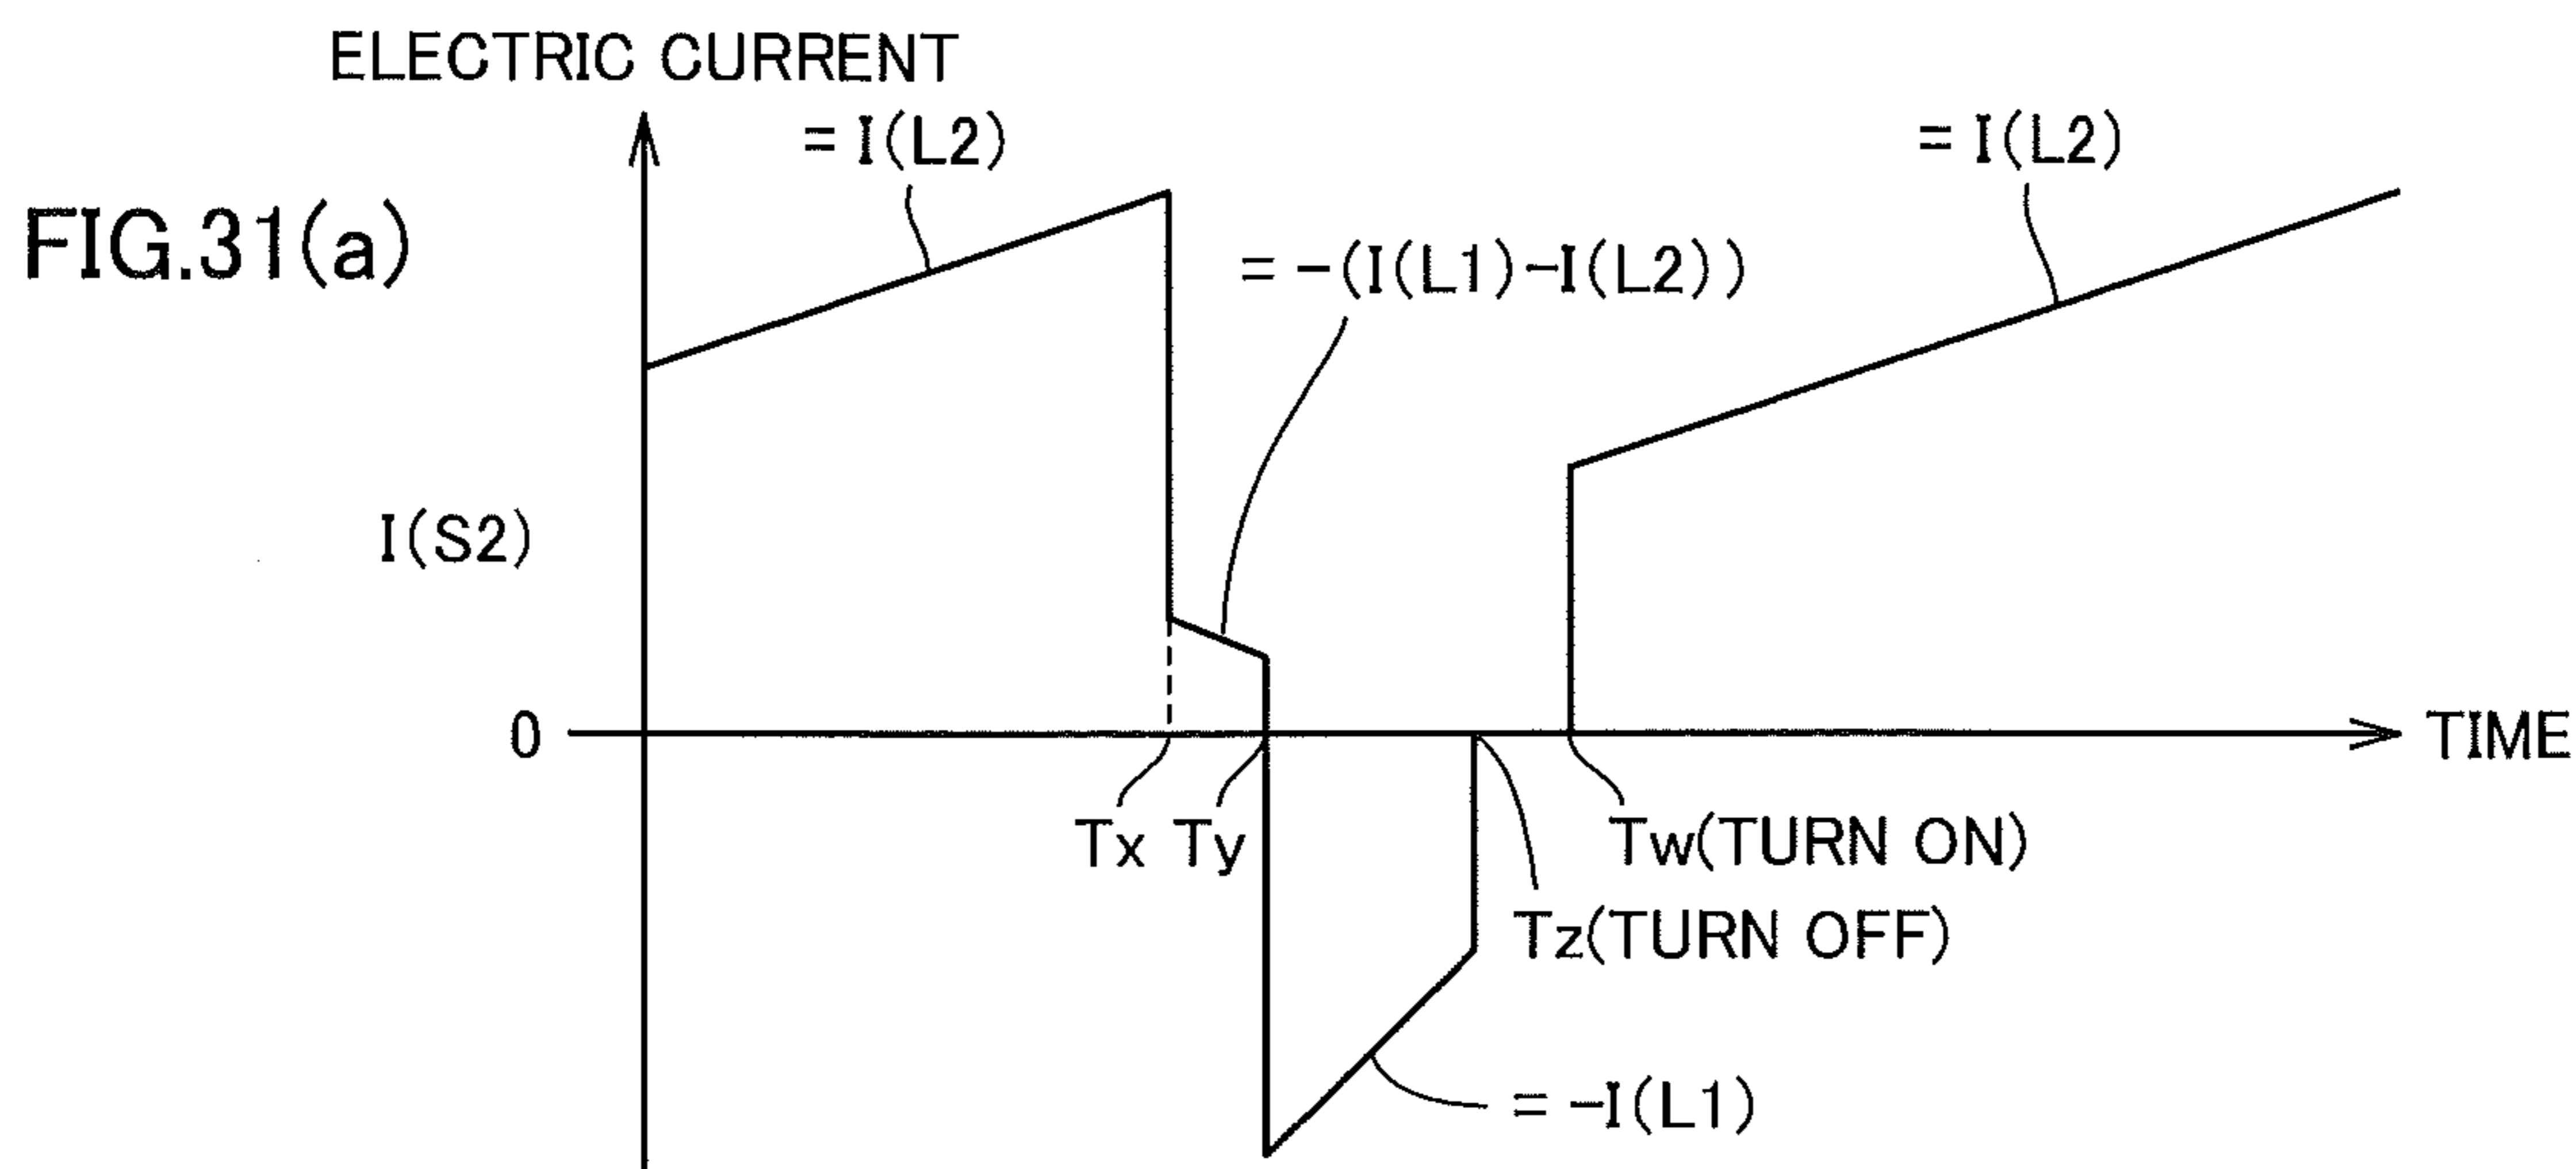 ELECTRIC CURRENT
= I(L2)
= I(L2)
FIG.31(a)
= -(I(L1)-I(L2))
I(S2)
0
TIME
Tx
Ty
Tw(TURN ON)
Tz(TURN OFF)
= -I(L1)